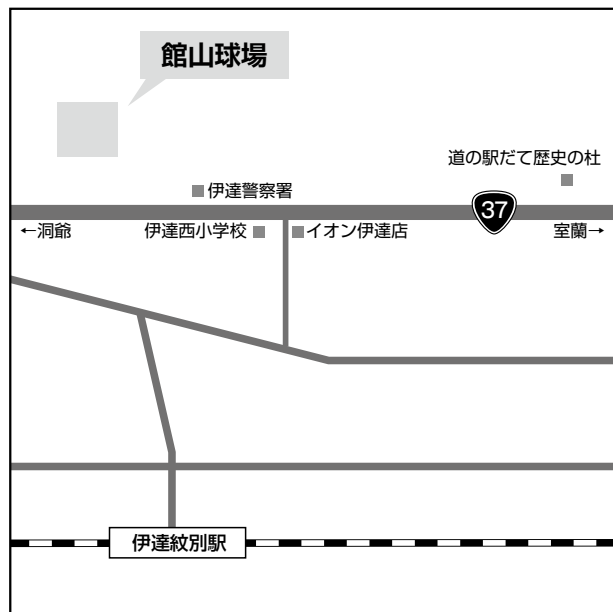 館山球場
道の駅だて歴史の杜
伊達警察署
37
←洞爺
伊達西小学校
イオン伊達店
室蘭→
伊達紋別駅